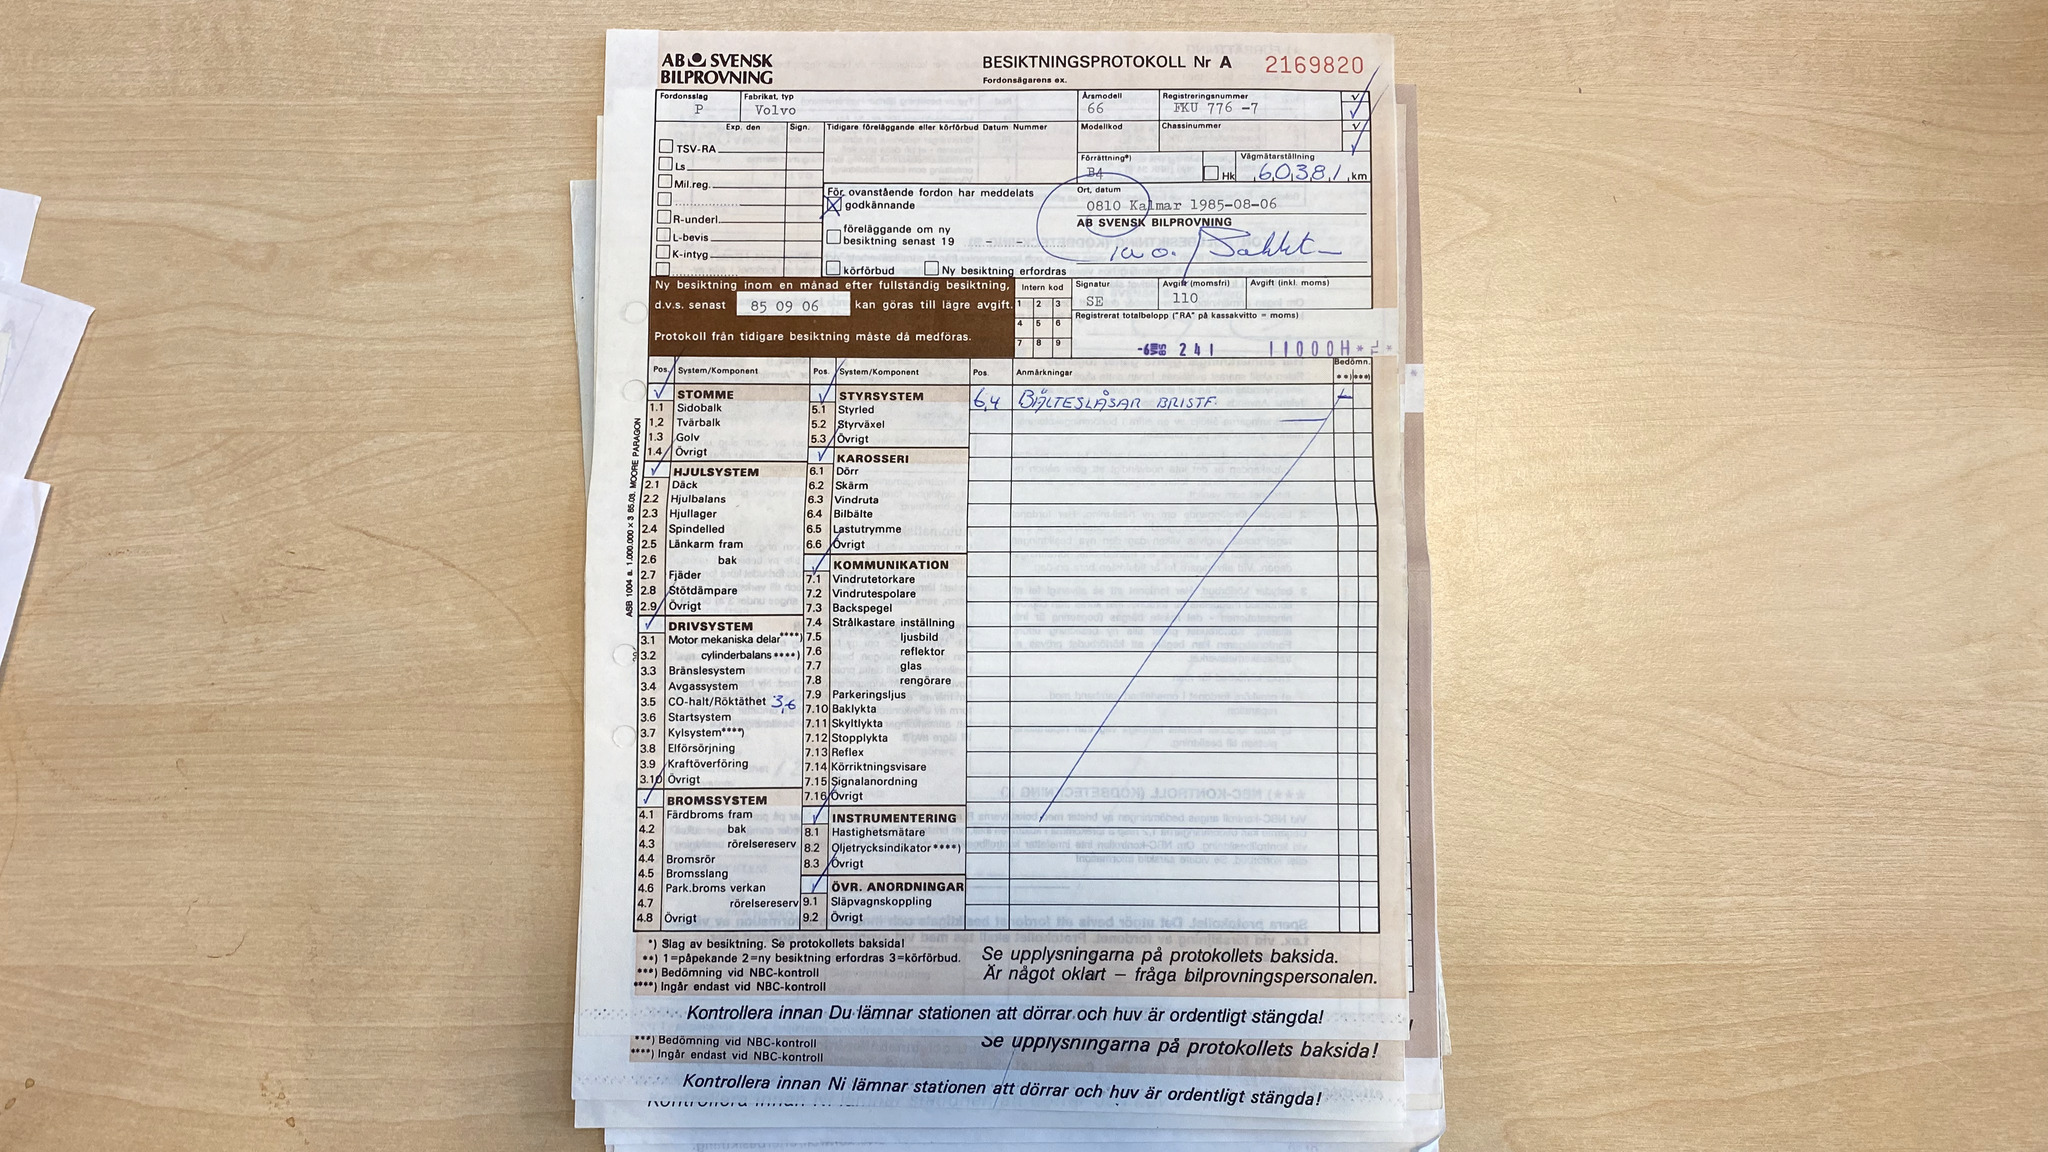 AB SVENSK
BILPROVNING
BESIKTNINGSPROTOKOLL Nr A 2169820
Fordonsägarens ex.
Fordonsslag Fabrikat, typ Årsmodell Registreringsnummer
P Volvo 66 FKU 776 -7
Exp. den Sign. Tidigare föreläggande eller körförbud Datum Nummer Modellkod Chassinummer
TSV-RA
Ls
Mil.reg.
R-underl.
L-bevis
K-intyg
För ovanstående fordon har meddelats
godkännande
föreläggande om ny
besiktning senast 19 - -
körförbud Ny besiktning erfordras
Förrättning*) Vägmätarställning
B4 Hk 60381 km
Ort, datum
0810 Kalmar 1985-08-06
AB SVENSK BILPROVNING
Ny besiktning inom en månad efter fullständig besiktning,
d.v.s. senast 85 09 06 kan göras till lägre avgift.
Protokoll från tidigare besiktning måste då medföras.
Intern kod
1 2 3
4 5 6
7 8 9
Signatur Avgift (momsfri) Avgift (inkl. moms)
SE 110
Registrerat totalbelopp ("RA" på kassakvitto = moms)
241 11000H*
Pos. System/Komponent
STOMME
1.1 Sidobalk
1.2 Tvärbalk
1.3 Golv
1.4 Övrigt
HJULSYSTEM
2.1 Däck
2.2 Hjulbalans
2.3 Hjullager
2.4 Spindelled
2.5 Länkarm fram
2.6 bak
2.7 Fjäder
2.8 Stötdämpare
2.9 Övrigt
DRIVSYSTEM
3.1 Motor mekaniska delar****)
3.2 cylinderbalans ****)
3.3 Bränslesystem
3.4 Avgassystem
3.5 CO-halt/Röktäthet 3,6
3.6 Startsystem
3.7 Kylsystem****)
3.8 Elförsörjning
3.9 Kraftöverföring
3.10 Övrigt
BROMSSYSTEM
4.1 Färdbroms fram
4.2 bak
4.3 rörelsereserv
4.4 Bromsrör
4.5 Bromsslang
4.6 Park.broms verkan
4.7 rörelsereserv
4.8 Övrigt
Pos. System/Komponent
STYRSYSTEM
5.1 Styrled
5.2 Styrväxel
5.3 Övrigt
KAROSSERI
6.1 Dörr
6.2 Skärm
6.3 Vindruta
6.4 Bilbälte
6.5 Lastutrymme
6.6 Övrigt
KOMMUNIKATION
7.1 Vindrutetorkare
7.2 Vindrutespolare
7.3 Backspegel
7.4 Strålkastare inställning
7.5 ljusbild
7.6 reflektor
7.7 glas
7.8 rengörare
7.9 Parkeringsljus
7.10 Baklykta
7.11 Skyltlykta
7.12 Stopplykta
7.13 Reflex
7.14 Körriktningsvisare
7.15 Signalanordning
7.16 Övrigt
INSTRUMENTERING
8.1 Hastighetsmätare
8.2 Oljetrycksindikator ****)
8.3 Övrigt
ÖVR. ANORDNINGAR
9.1 Släpvagnskoppling
9.2 Övrigt
Pos. Anmärkningar Bedömn.
**) ***)
6,4 BÄLTESLÅSAR BRISTF. 1
ASB 1004 a. 1.000.000 x 3 85.03. MOORE PARAGON
*) Slag av besiktning. Se protokollets baksida!
**) 1=påpekande 2=ny besiktning erfordras 3=körförbud.
***) Bedömning vid NBC-kontroll
****) Ingår endast vid NBC-kontroll
Se upplysningarna på protokollets baksida.
Är något oklart – fråga bilprovningspersonalen.
Kontrollera innan Du lämnar stationen att dörrar och huv är ordentligt stängda!
***) Bedömning vid NBC-kontroll
****) Ingår endast vid NBC-kontroll
Se upplysningarna på protokollets baksida!
Kontrollera innan Ni lämnar stationen att dörrar och huv är ordentligt stängda!